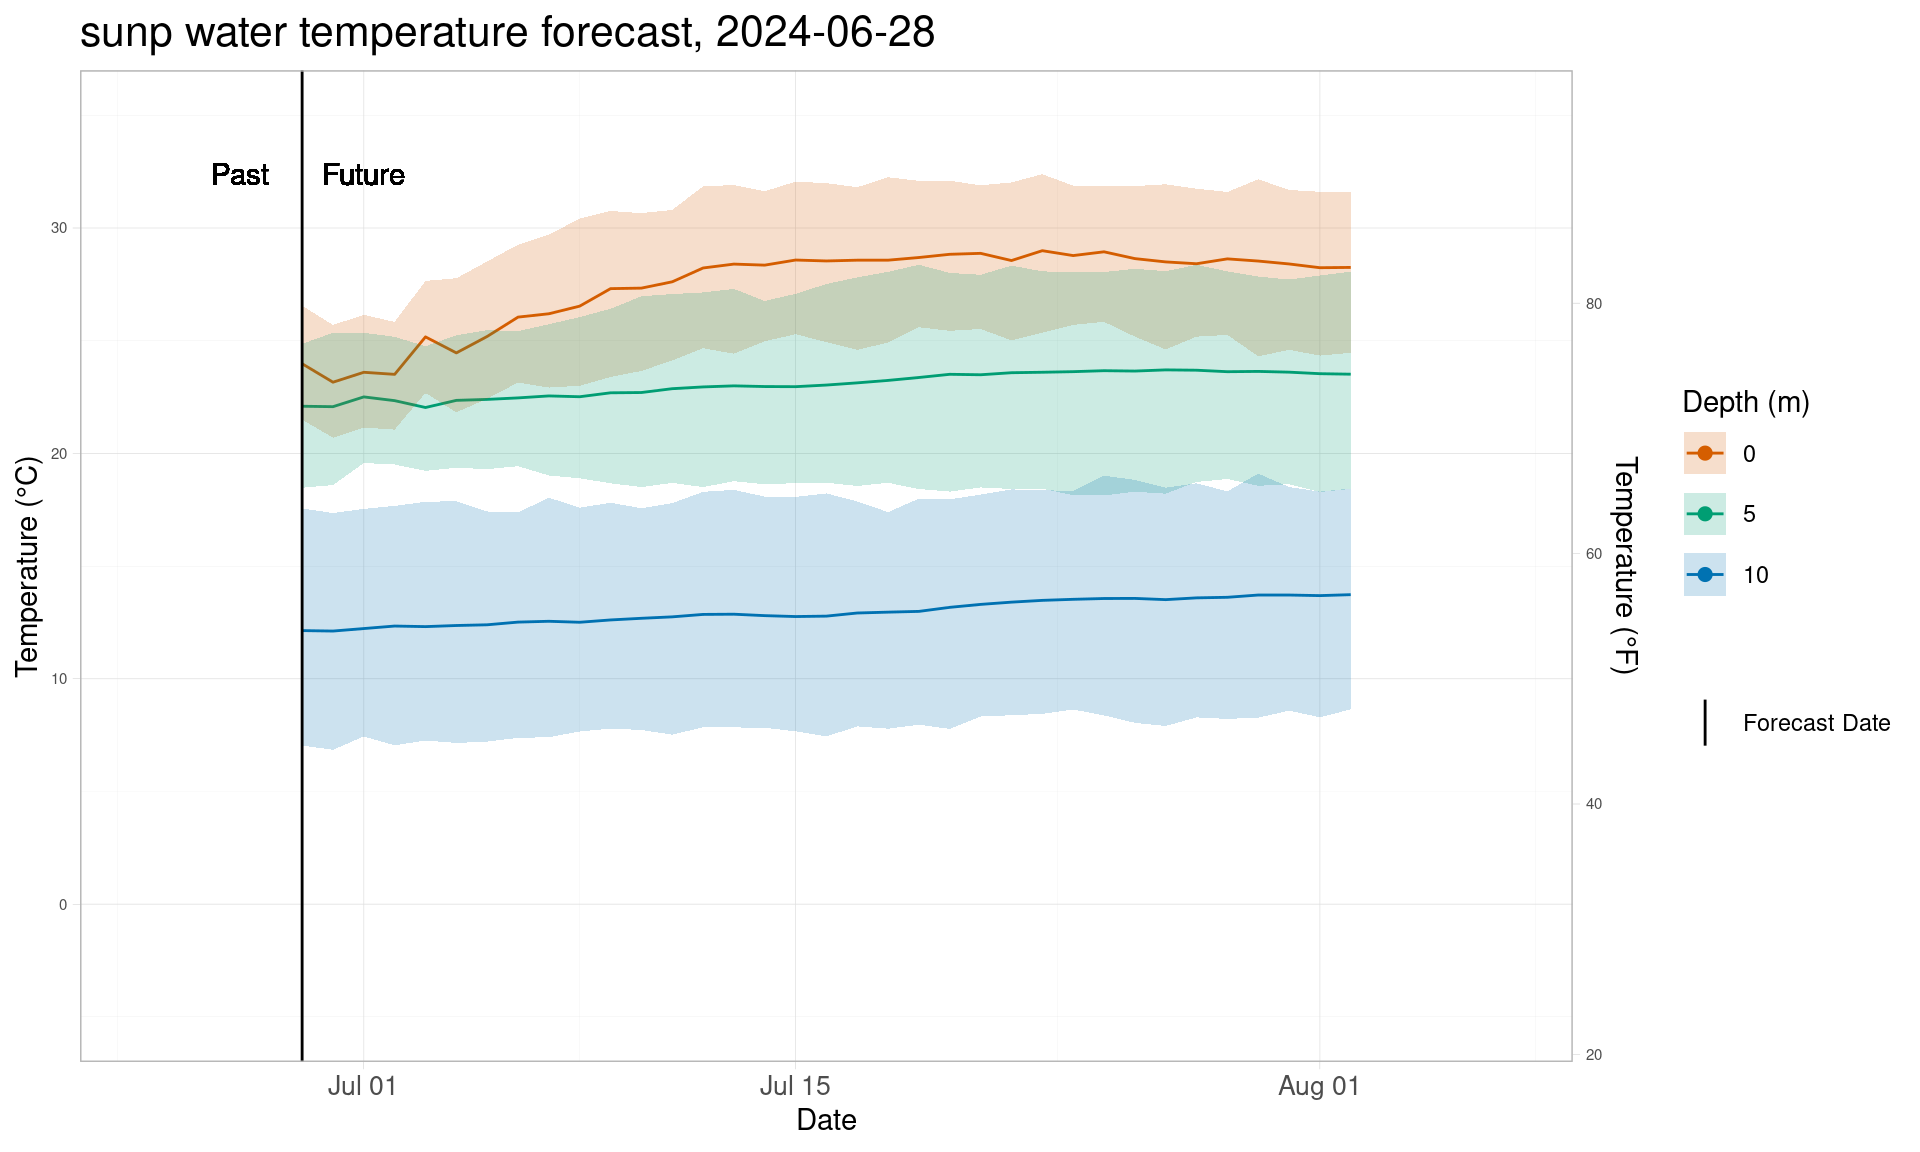 sunp water temperature forecast, 2024-06-28
Past
Future
30
20
10
0
Temperature (°C)
80
60
40
20
Temperature (°F)
Jul 01
Jul 15
Aug 01
Date
Depth (m)
0
5
10
Forecast Date